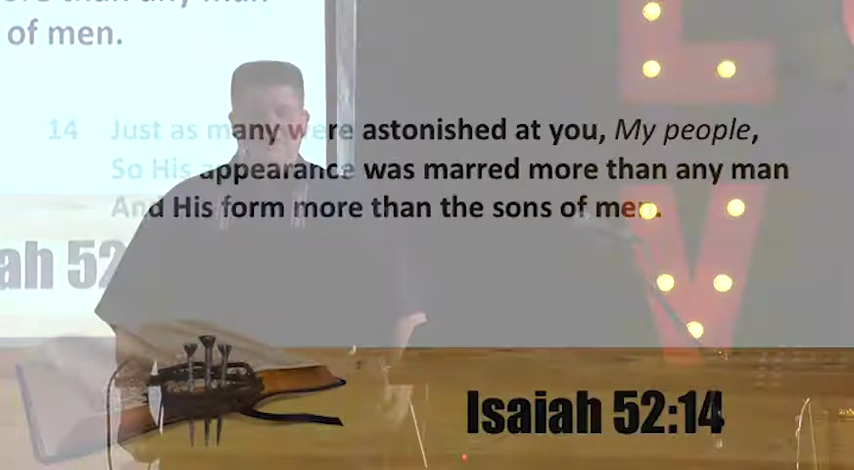 of men.
14 Just as many were astonished at you, My people,
So His appearance was marred more than any man
And His form more than the sons of men.
ah 52
Isaiah 52:14
L
V